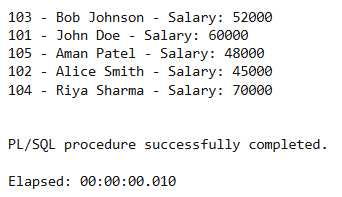 103 - Bob Johnson - Salary: 52000
101 - John Doe - Salary: 60000
105 - Aman Patel - Salary: 48000
102 - Alice Smith - Salary: 45000
104 - Riya Sharma - Salary: 70000
PL/SQL procedure successfully completed.
Elapsed: 00:00:00.010